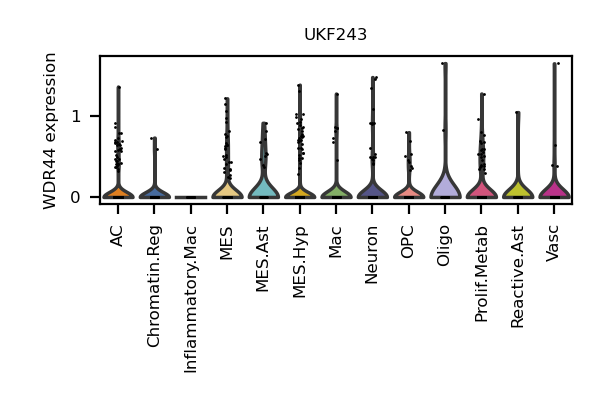 UKF243
WDR44 expression
1
0
AC
Chromatin.Reg
Inflammatory.Mac
MES
MES.Ast
MES.Hyp
Mac
Neuron
OPC
Oligo
Prolif.Metab
Reactive.Ast
Vasc